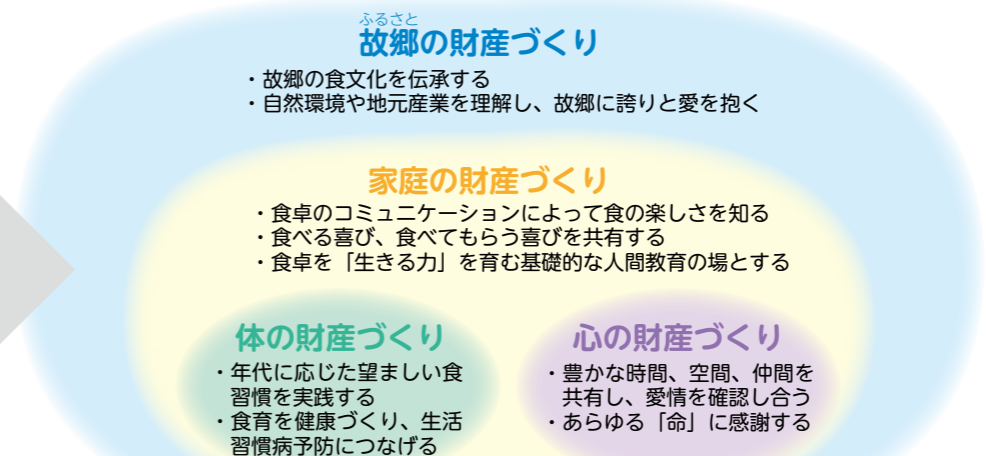 ふるさと
故郷の財産づくり
・故郷の食文化を伝承する
・自然環境や地元産業を理解し、故郷に誇りと愛を抱く
家庭の財産づくり
・食卓のコミュニケーションによって食の楽しさを知る
・食べる喜び、食べてもらう喜びを共有する
・食卓を「生きる力」を育む基礎的な人間教育の場とする
体の財産づくり
・年代に応じた望ましい食
習慣を実践する
・食育を健康づくり、生活
習慣病予防につなげる
心の財産づくり
・豊かな時間、空間、仲間を
共有し、愛情を確認し合う
・あらゆる「命」に感謝する